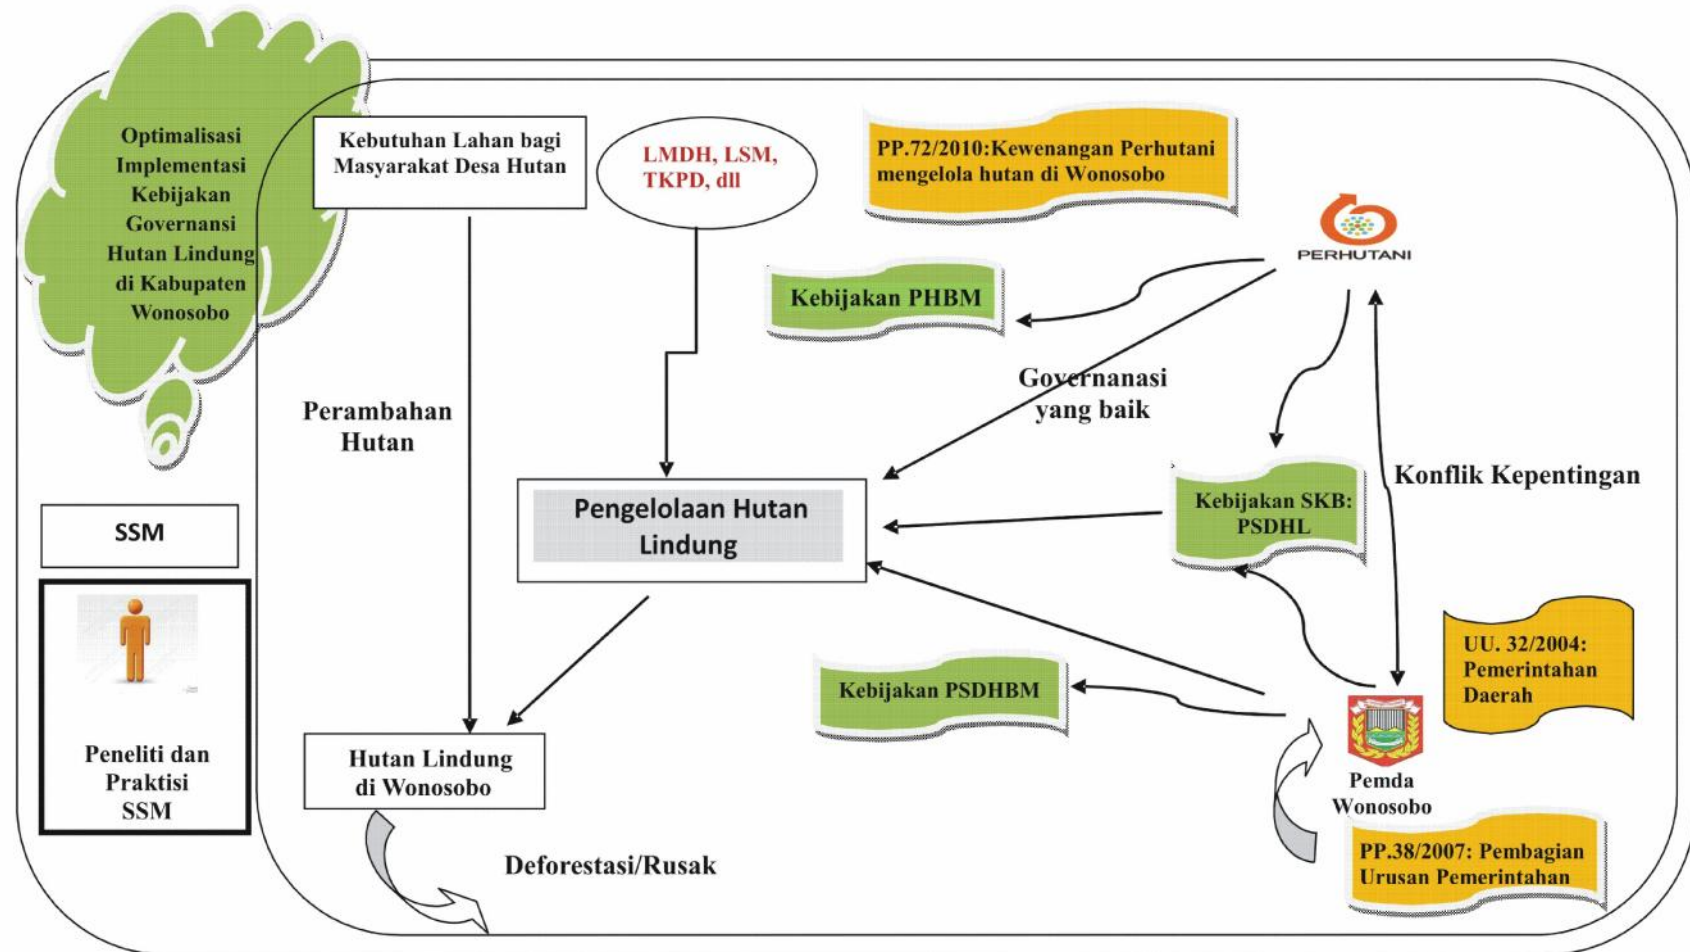 Optimalisasi
Implementasi
Kebijakan
Governansi
Hutan Lindung
di Kabupaten
Wonosobo
Kebutuhan Lahan bagi
Masyarakat Desa Hutan
LMDH, LSM,
TKPD, dll
PP.72/2010:Kewenangan Perhutani
mengelola hutan di Wonosobo
PERHUTANI
Kebijakan PHBM
Governanasi
yang baik
Perambahan
Hutan
Konflik Kepentingan
Pengelolaan Hutan
Lindung
Kebijakan SKB:
PSDHL
SSM
Peneliti dan
Praktisi
SSM
UU. 32/2004:
Pemerintahan
Daerah
Kebijakan PSDHBM
Hutan Lindung
di Wonosobo
Pemda
Wonosobo
Deforestasi/Rusak
PP.38/2007: Pembagian
Urusan Pemerintahan